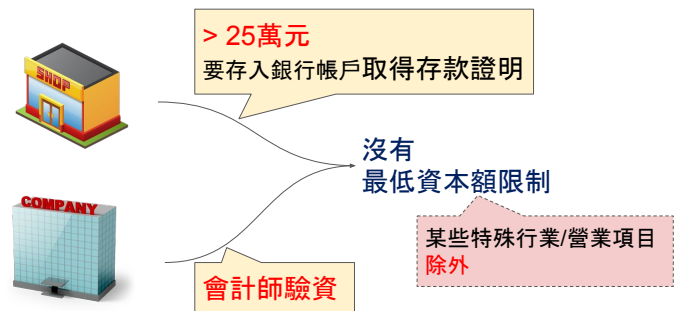 > 25萬元
要存入銀行帳戶取得存款證明
SHOP
沒有
最低資本額限制
COMPANY
某些特殊行業/營業項目
除外
會計師驗資